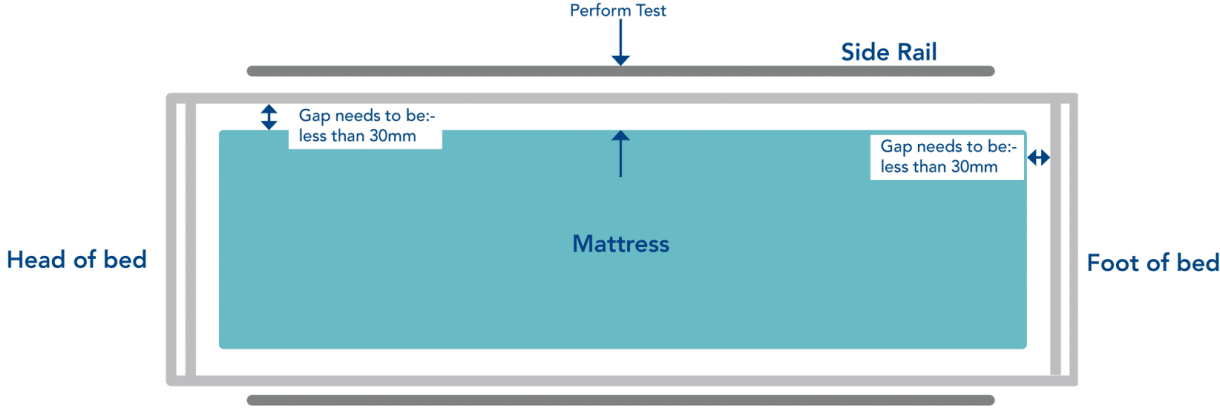 Perform Test
Side Rail
Gap needs to be:-
less than 30mm
Gap needs to be:-
less than 30mm
Mattress
Head of bed
Foot of bed